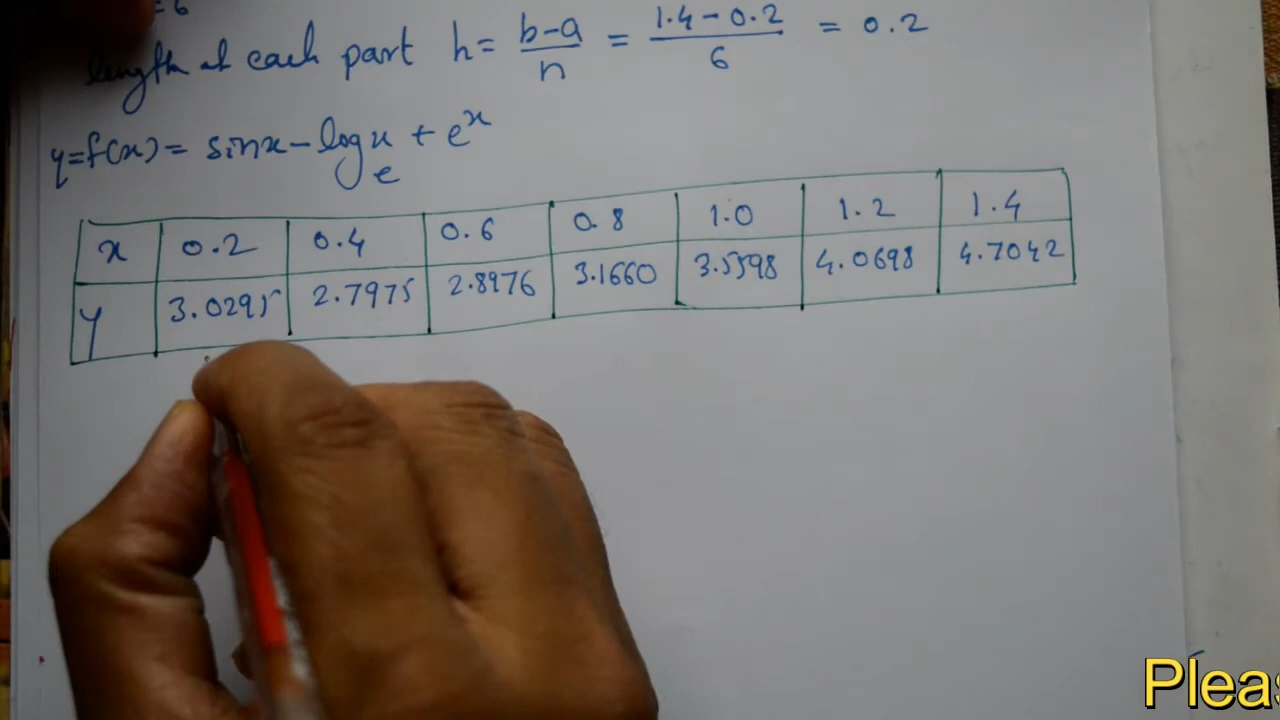 = 6
length of each part h = b-a/n = 1.4-0.2/6 = 0.2
y=f(x) = sinx - log_e x + e^x
x 0.2 0.4 0.6 0.8 1.0 1.2 1.4
y 3.0295 2.7975 2.8976 3.1660 3.5598 4.0698 4.7042
Pleas